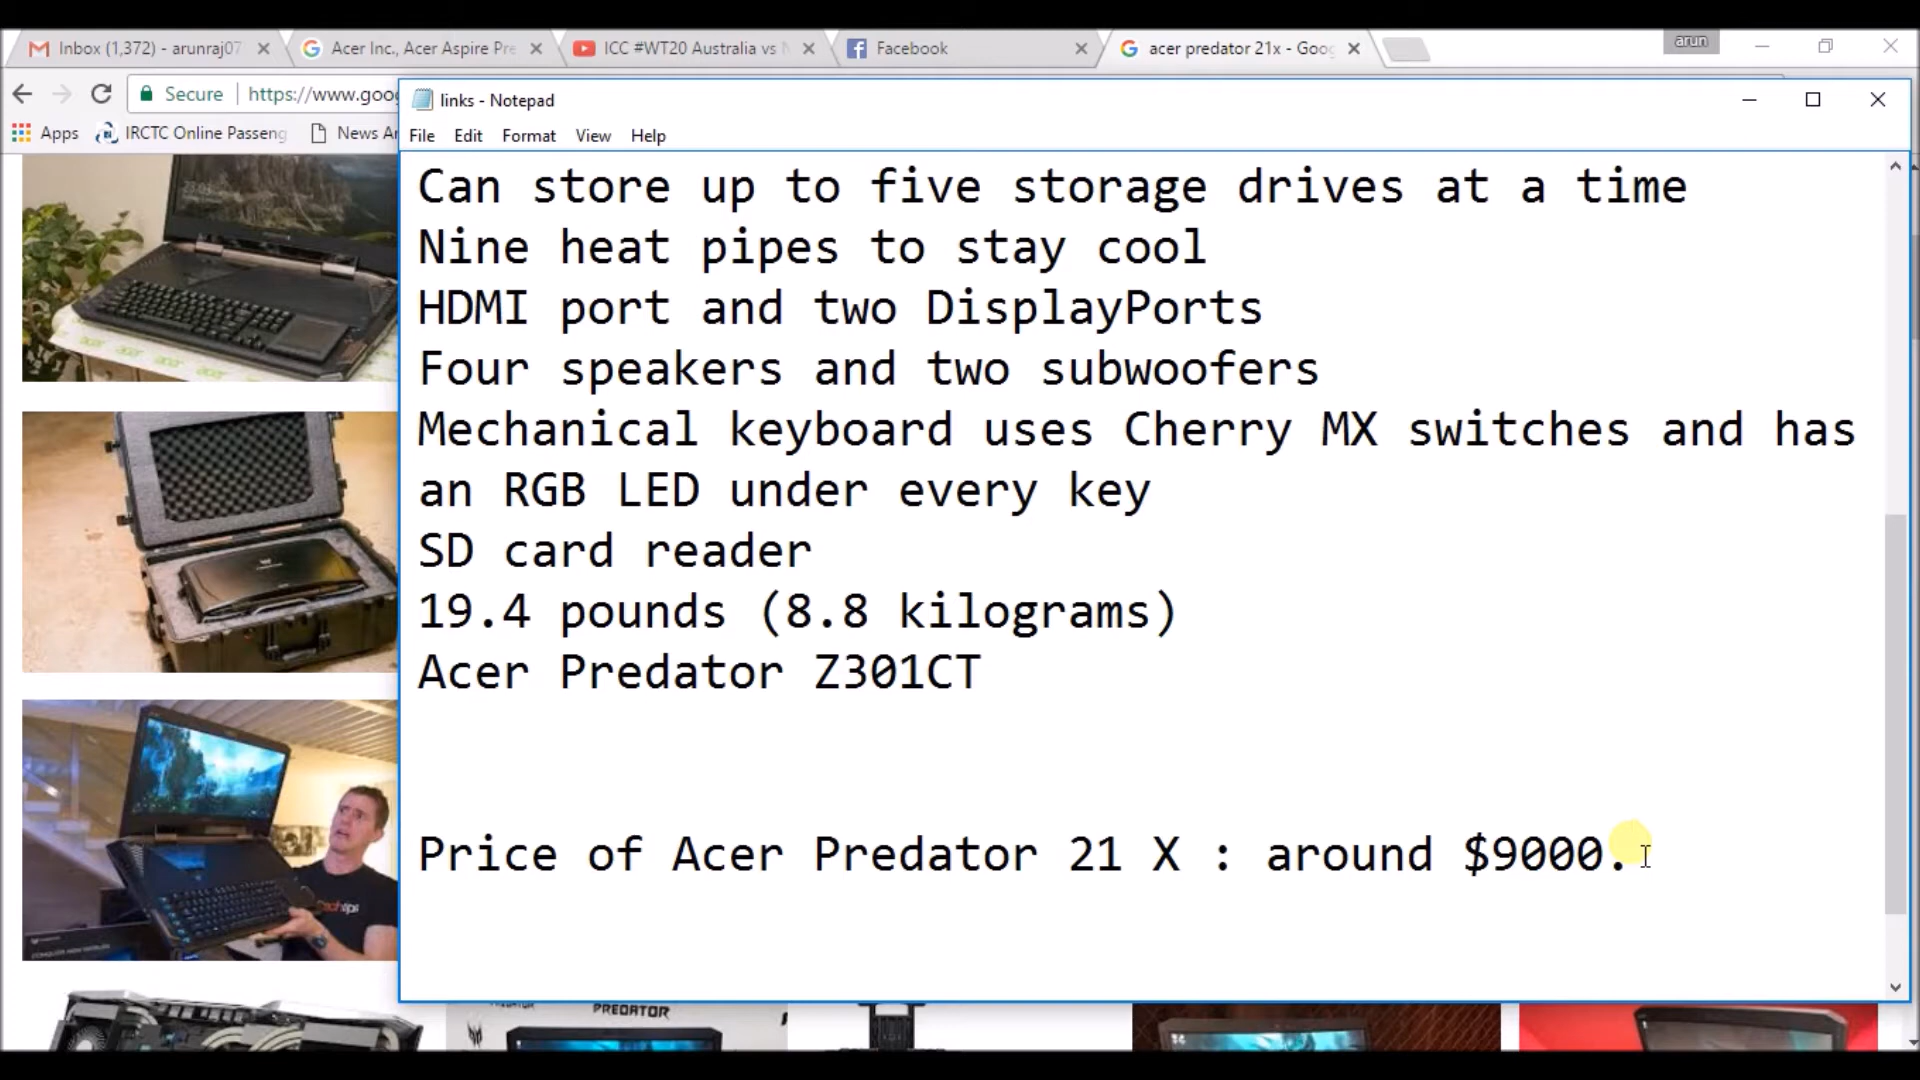 Inbox (1,372) - arunraj07
Acer Inc., Acer Aspire Pre
ICC #WT20 Australia vs
Facebook
acer predator 21x - Goog
arun
Secure
https://www.goo
links - Notepad
Apps
IRCTC Online Passeng
News Ar
File Edit Format View Help
Can store up to five storage drives at a time
Nine heat pipes to stay cool
HDMI port and two DisplayPorts
Four speakers and two subwoofers
Mechanical keyboard uses Cherry MX switches and has
an RGB LED under every key
SD card reader
19.4 pounds (8.8 kilograms)
Acer Predator Z301CT
Price of Acer Predator 21 X : around $9000.
PREDATOR